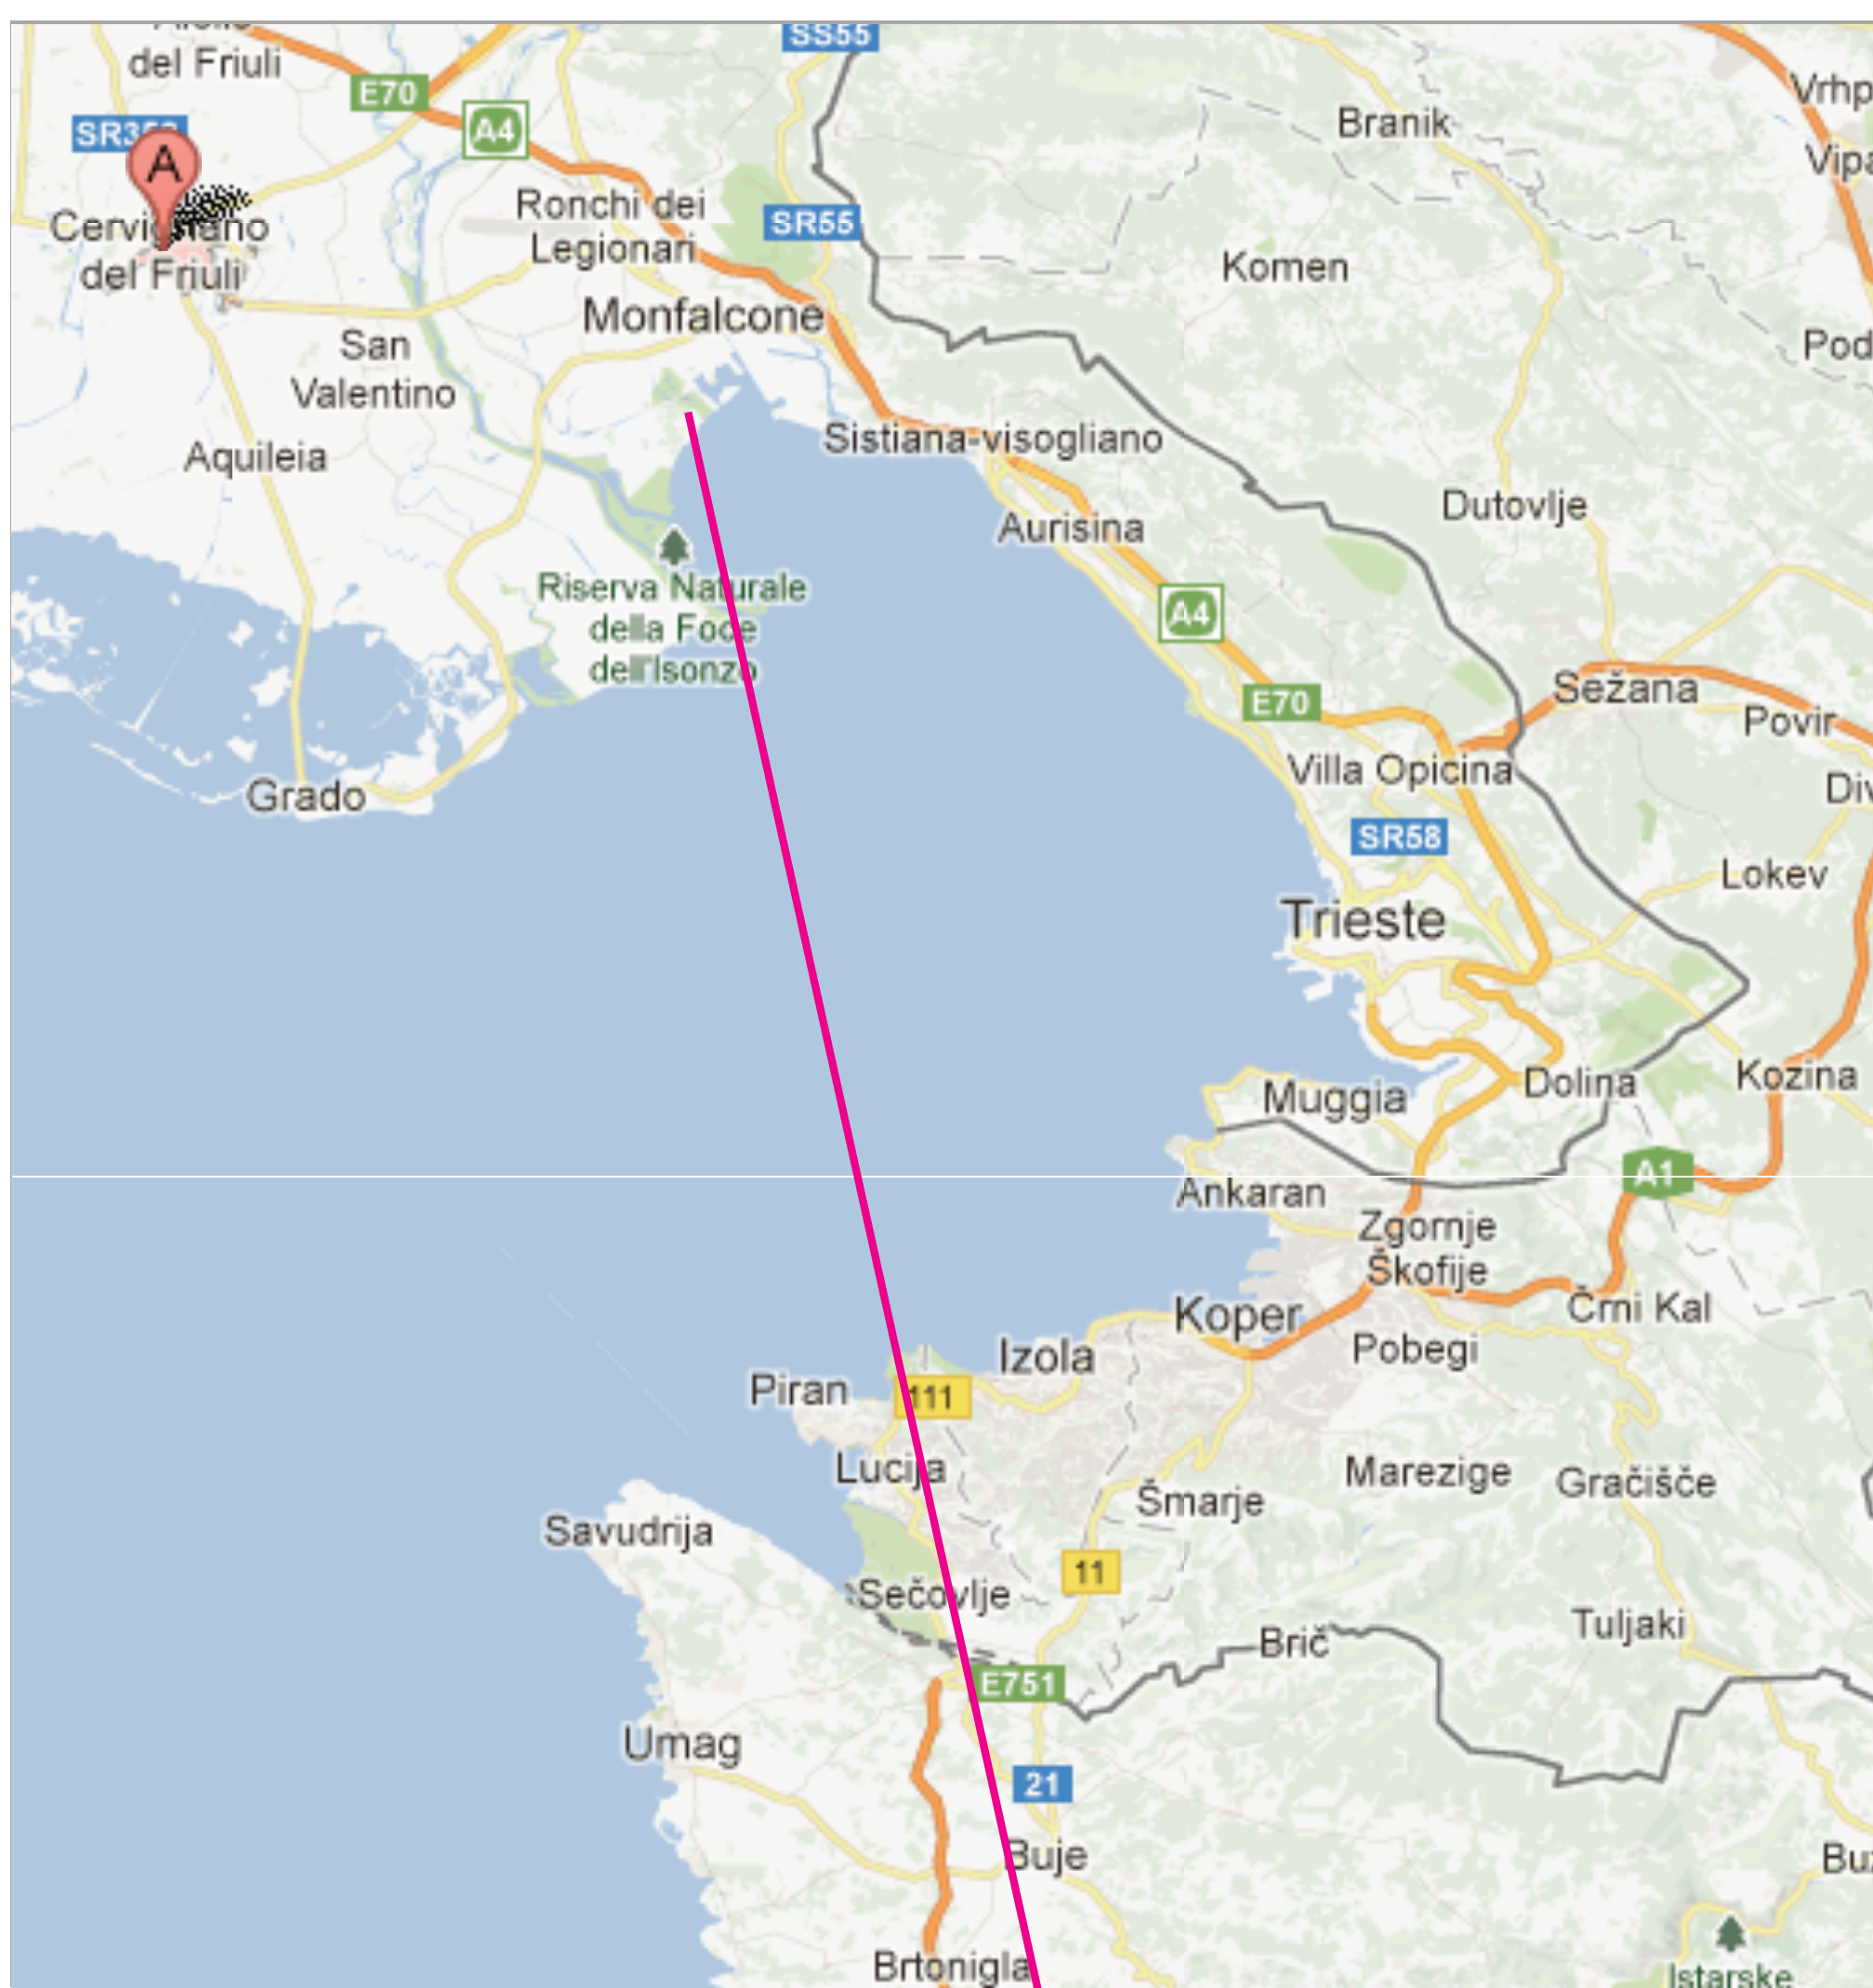 del Friuli
SS55
E70
Branik
A4
SR
A
Ronchi dei
Legionari
SR55
Cervignano
del Friuli
Komen
Monfalcone
San
Valentino
Aquileia
Sistiana-visogliano
Dutovlje
Aurisina
Riserva Naturale
della Foce
dell'Isonzo
A4
E70
Sežana
Povir
Villa Opicina
Grado
SR58
Lokev
Trieste
Muggia
Dolina
Kozina
A1
Ankaran
Zgornje
Škofije
Koper
Črni Kal
Izola
Pobegi
Piran
111
Lucija
Marezige
Gračišče
Šmarje
Savudrija
11
Sečovlje
Tuljaki
Brič
E751
Umag
21
Buje
Brtonigla
Istarske